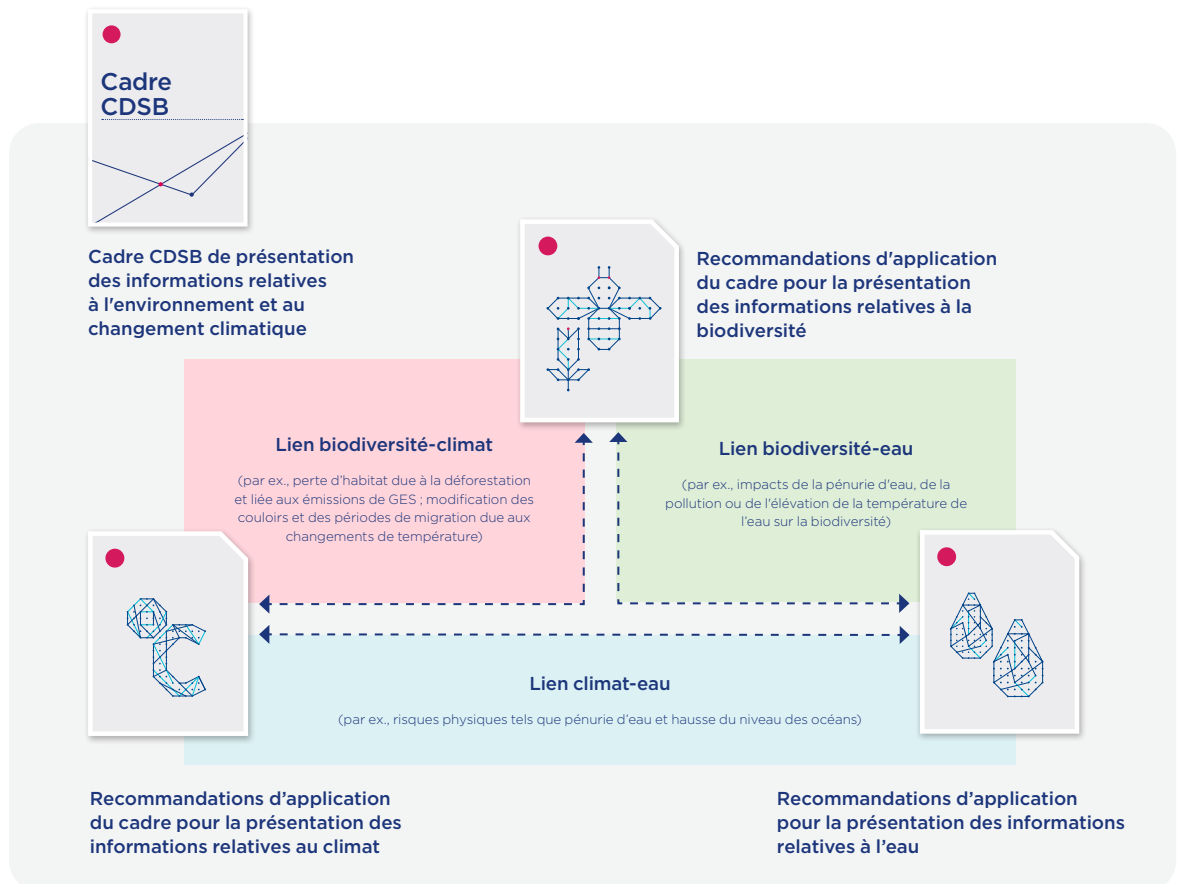 Cadre
CDSB
Cadre CDSB de présentation
des informations relatives
à l'environnement et au
changement climatique
Recommandations d'application
du cadre pour la présentation
des informations relatives à la
biodiversité
Lien biodiversité-climat
(par ex., perte d’habitat due à la déforestation
et liée aux émissions de GES ; modification des
couloirs et des périodes de migration due aux
changements de température)
Lien biodiversité-eau
(par ex., impacts de la pénurie d'eau, de la
pollution ou de l'élévation de la température de
l’eau sur la biodiversité)
Lien climat-eau
(par ex., risques physiques tels que pénurie d’eau et hausse du niveau des océans)
Recommandations d’application
du cadre pour la présentation des
informations relatives au climat
Recommandations d’application
pour la présentation des informations
relatives à l’eau